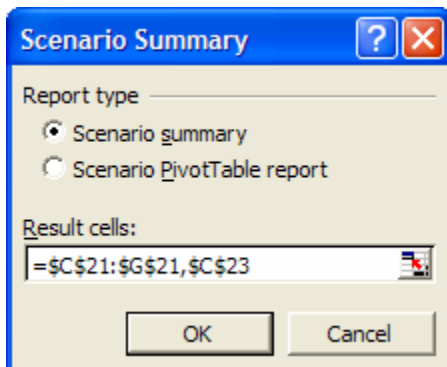 Scenario Summary
?
Report type
Scenario summary
Scenario PivotTable report
Result cells:
=$C$21:$G$21,$C$23
OK Cancel